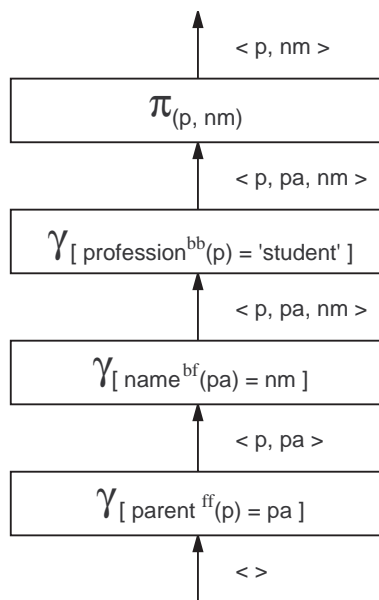 < p, nm >
π(p, nm)
< p, pa, nm >
γ[ profession^bb(p) = 'student' ]
< p, pa, nm >
γ[ name^bf(pa) = nm ]
< p, pa >
γ[ parent^ff(p) = pa ]
< >